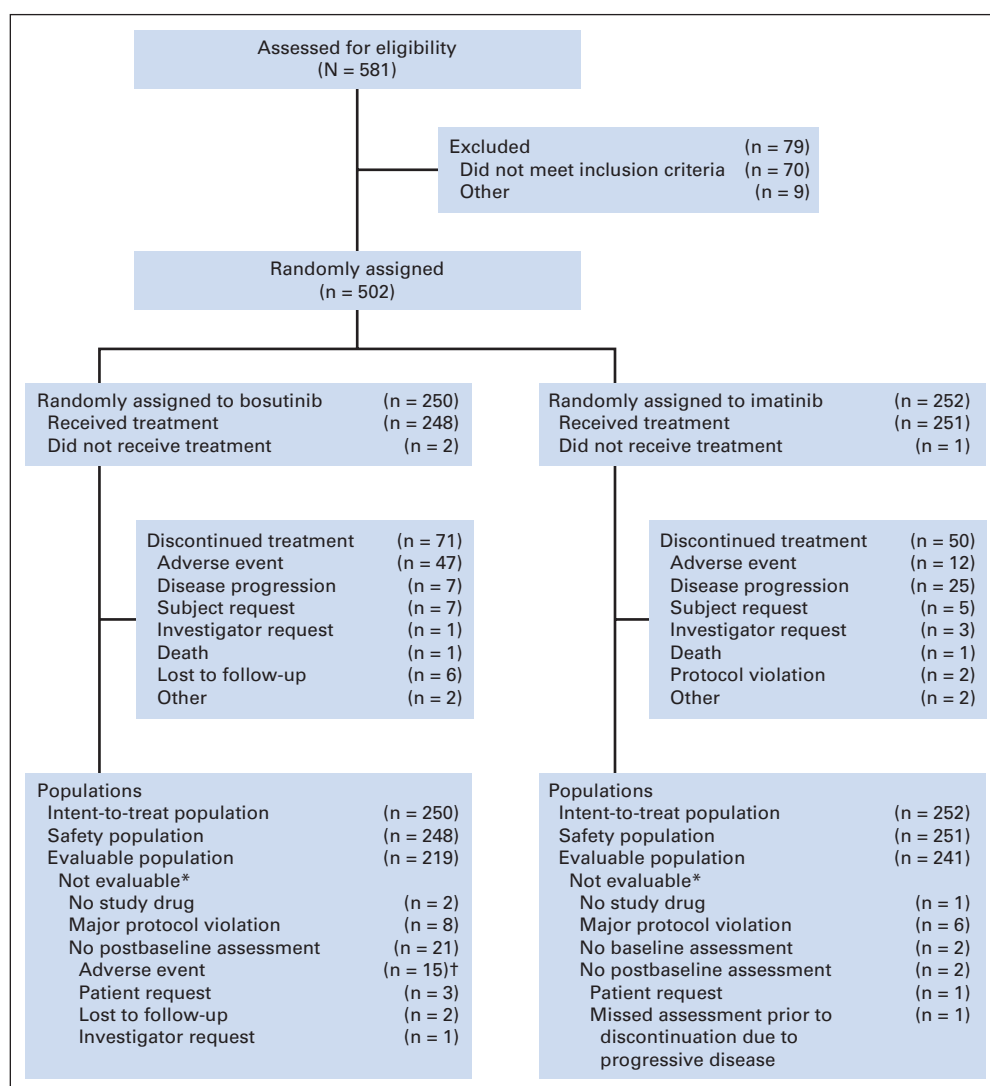 Assessed for eligibility
(N = 581)
Excluded (n = 79)
Did not meet inclusion criteria (n = 70)
Other (n = 9)
Randomly assigned
(n = 502)
Randomly assigned to bosutinib (n = 250)
Received treatment (n = 248)
Did not receive treatment (n = 2)
Randomly assigned to imatinib (n = 252)
Received treatment (n = 251)
Did not receive treatment (n = 1)
Discontinued treatment (n = 71)
Adverse event (n = 47)
Disease progression (n = 7)
Subject request (n = 7)
Investigator request (n = 1)
Death (n = 1)
Lost to follow-up (n = 6)
Other (n = 2)
Discontinued treatment (n = 50)
Adverse event (n = 12)
Disease progression (n = 25)
Subject request (n = 5)
Investigator request (n = 3)
Death (n = 1)
Protocol violation (n = 2)
Other (n = 2)
Populations
Intent-to-treat population (n = 250)
Safety population (n = 248)
Evaluable population (n = 219)
Not evaluable*
No study drug (n = 2)
Major protocol violation (n = 8)
No postbaseline assessment (n = 21)
Adverse event (n = 15)†
Patient request (n = 3)
Lost to follow-up (n = 2)
Investigator request (n = 1)
Populations
Intent-to-treat population (n = 252)
Safety population (n = 251)
Evaluable population (n = 241)
Not evaluable*
No study drug (n = 1)
Major protocol violation (n = 6)
No baseline assessment (n = 2)
No postbaseline assessment (n = 2)
Patient request (n = 1)
Missed assessment prior to (n = 1)
discontinuation due to
progressive disease